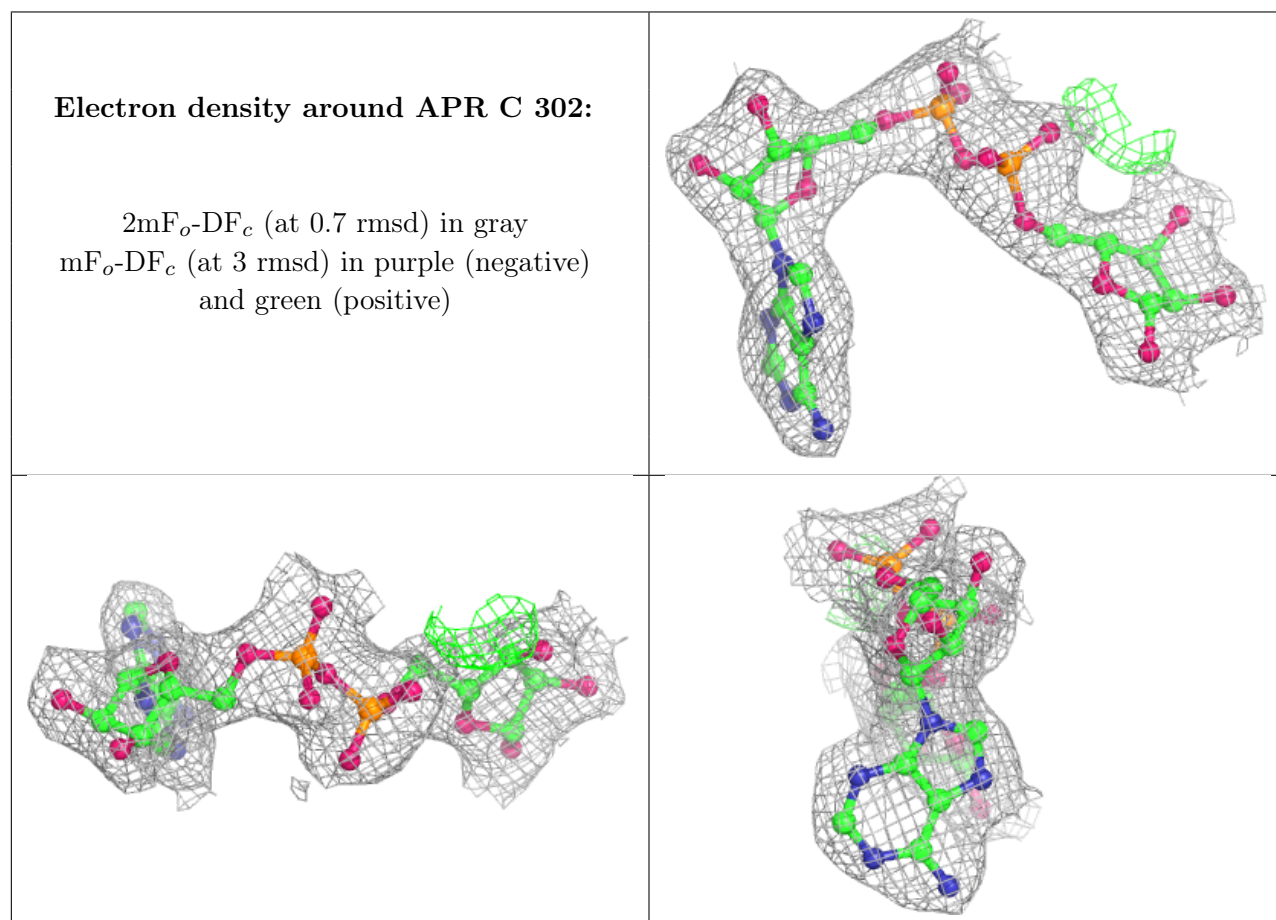 Electron density around APR C 302:
2mFo-DFc (at 0.7 rmsd) in gray
mFo-DFc (at 3 rmsd) in purple (negative)
and green (positive)